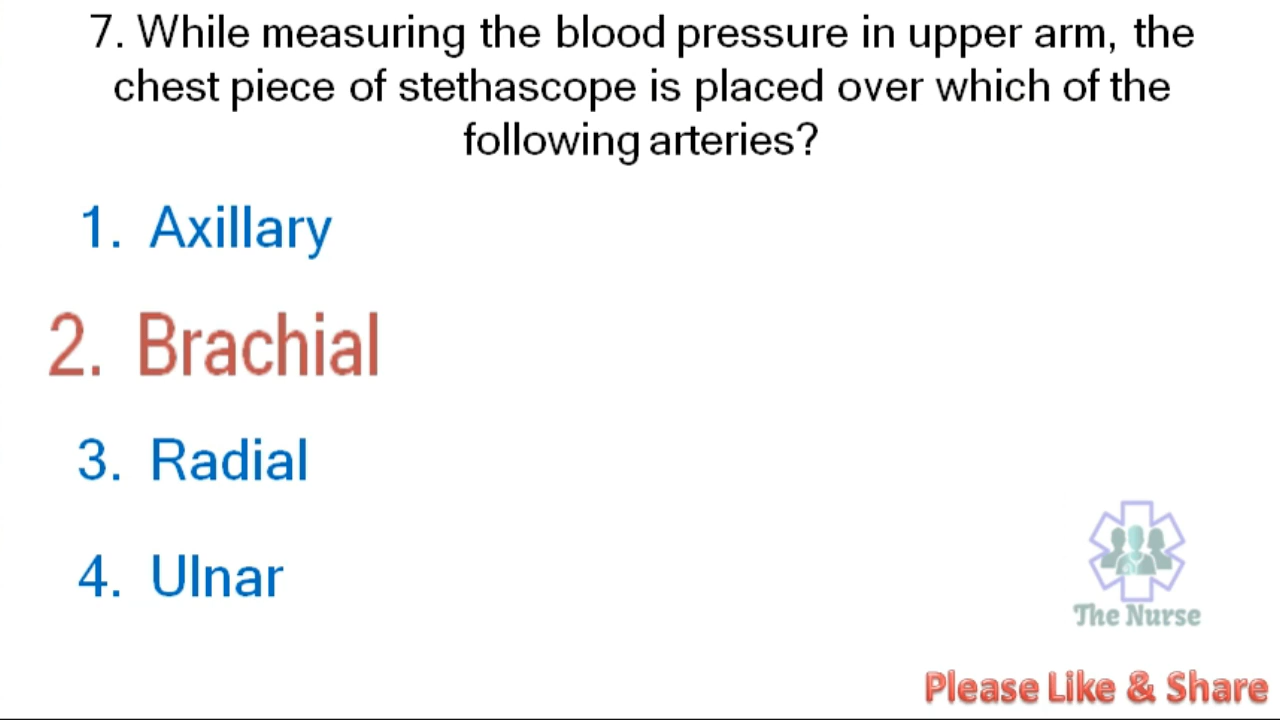 7. While measuring the blood pressure in upper arm, the
chest piece of stethascope is placed over which of the
following arteries?
1. Axillary
2. Brachial
3. Radial
4. Ulnar
The Nurse
Please Like & Share